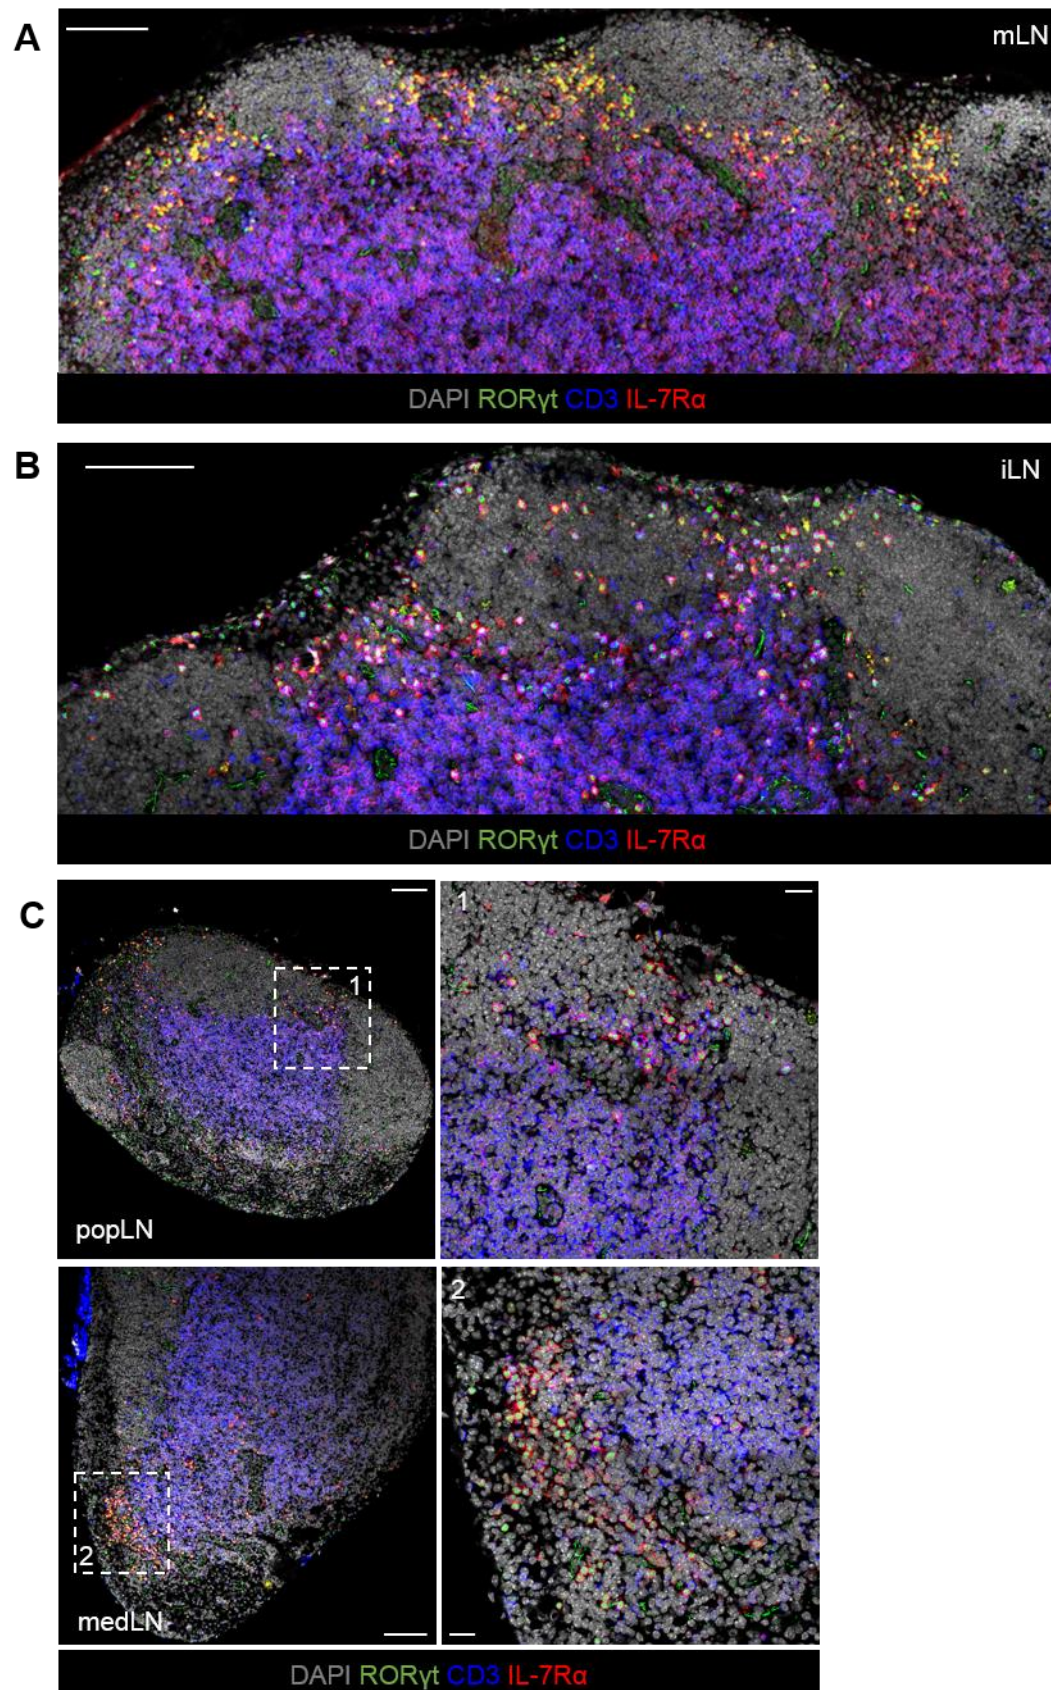 A
mLN
DAPI RORγt CD3 IL-7Rα
B
iLN
DAPI RORγt CD3 IL-7Rα
C
1
1
popLN
2
2
medLN
DAPI RORγt CD3 IL-7Rα